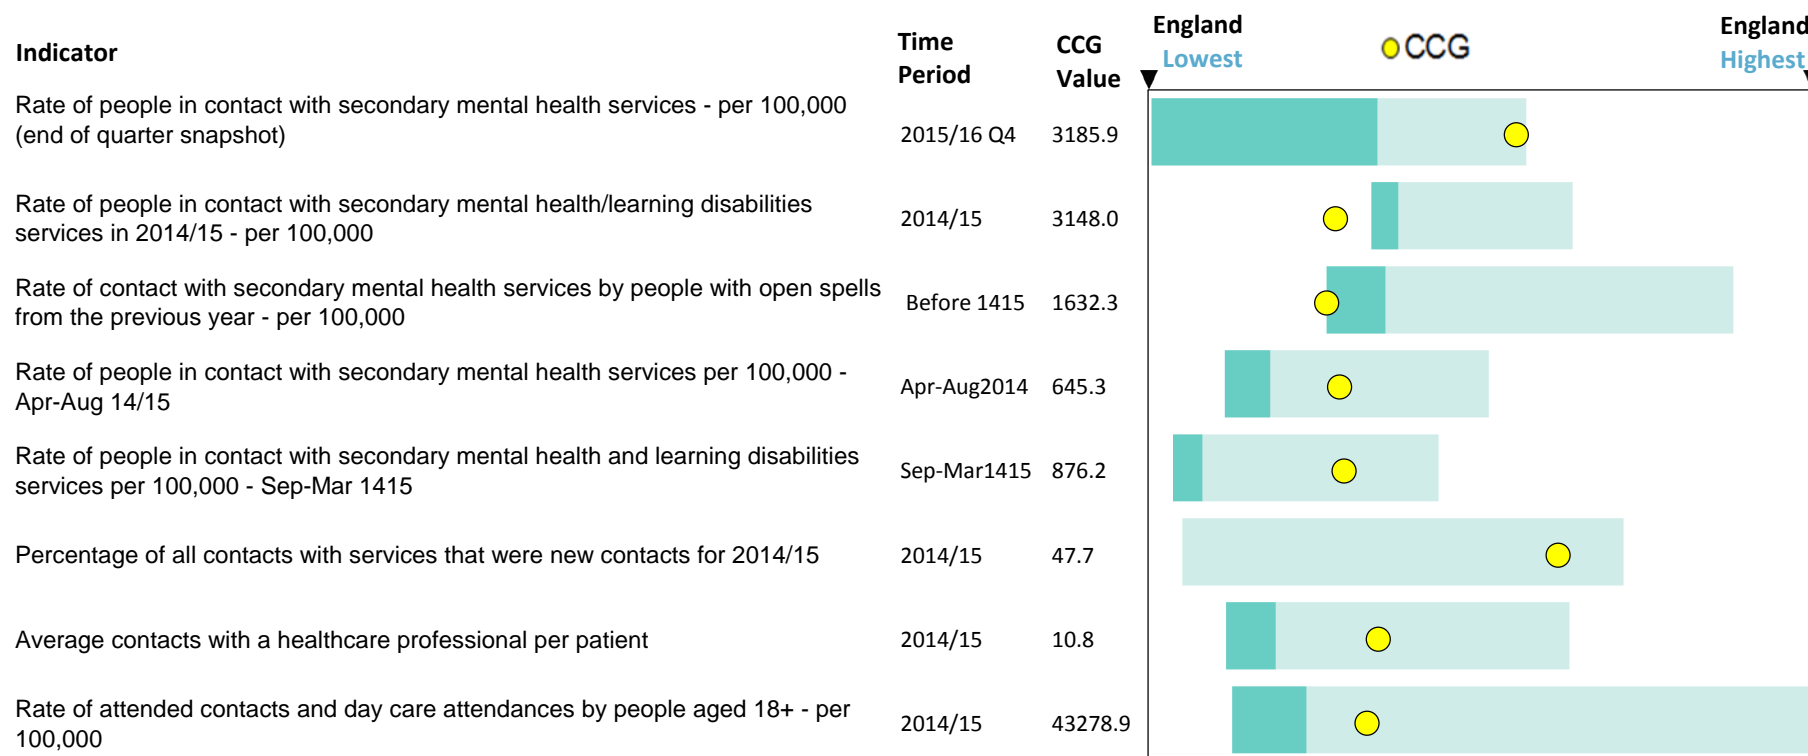 Indicator
Time
Period
CCG
Value
England
Lowest
CCG
England
Highest
Rate of people in contact with secondary mental health services - per 100,000
(end of quarter snapshot)
2015/16 Q4
3185.9
Rate of people in contact with secondary mental health/learning disabilities
services in 2014/15 - per 100,000
2014/15
3148.0
Rate of contact with secondary mental health services by people with open spells
from the previous year - per 100,000
Before 1415
1632.3
Rate of people in contact with secondary mental health services per 100,000 -
Apr-Aug 14/15
Apr-Aug2014
645.3
Rate of people in contact with secondary mental health and learning disabilities
services per 100,000 - Sep-Mar 1415
Sep-Mar1415
876.2
Percentage of all contacts with services that were new contacts for 2014/15
2014/15
47.7
Average contacts with a healthcare professional per patient
2014/15
10.8
Rate of attended contacts and day care attendances by people aged 18+ - per
100,000
2014/15
43278.9